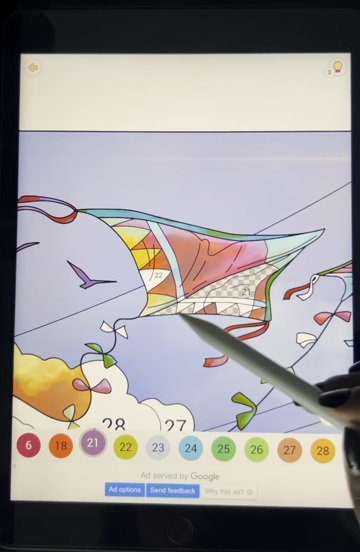 3
22
21
28 27
6 18 21 22 23 24 25 26 27 28
Ad served by Google
Ad options Send feedback Why this ad?